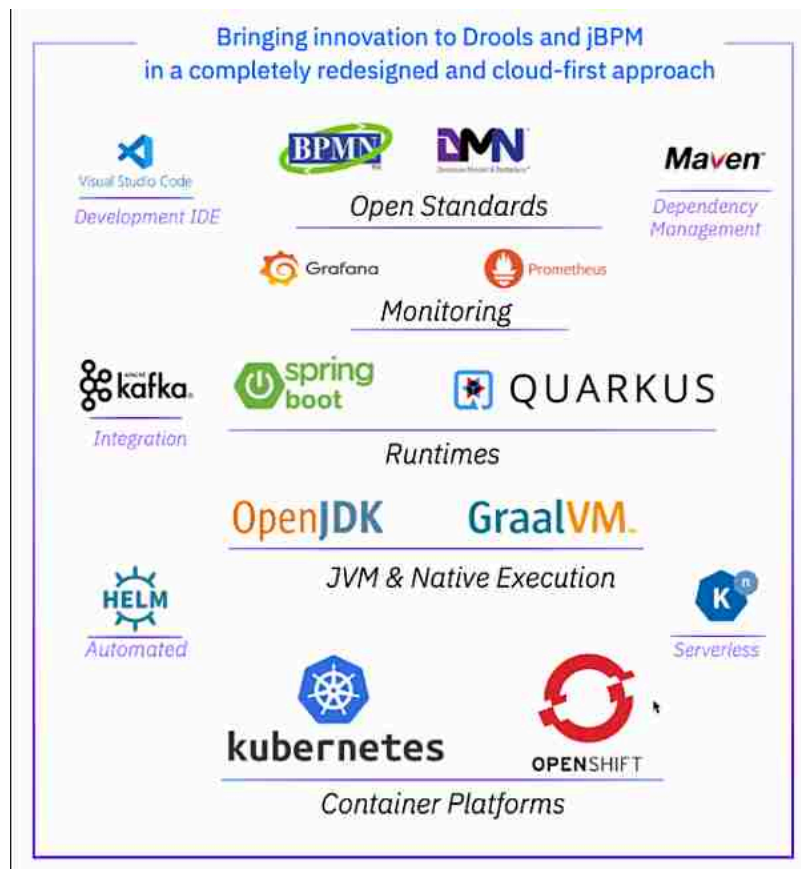 Bringing innovation to Drools and jBPM
in a completely redesigned and cloud-first approach
Visual Studio Code
Development IDE
BPMN
DMN
Open Standards
Maven
Dependency
Management
Grafana
Prometheus
Monitoring
APACHE
kafka
Integration
spring
boot
QUARKUS
Runtimes
OpenJDK
GraalVM
JVM & Native Execution
HELM
Automated
K
n
Serverless
kubernetes
OPENSHIFT
Container Platforms